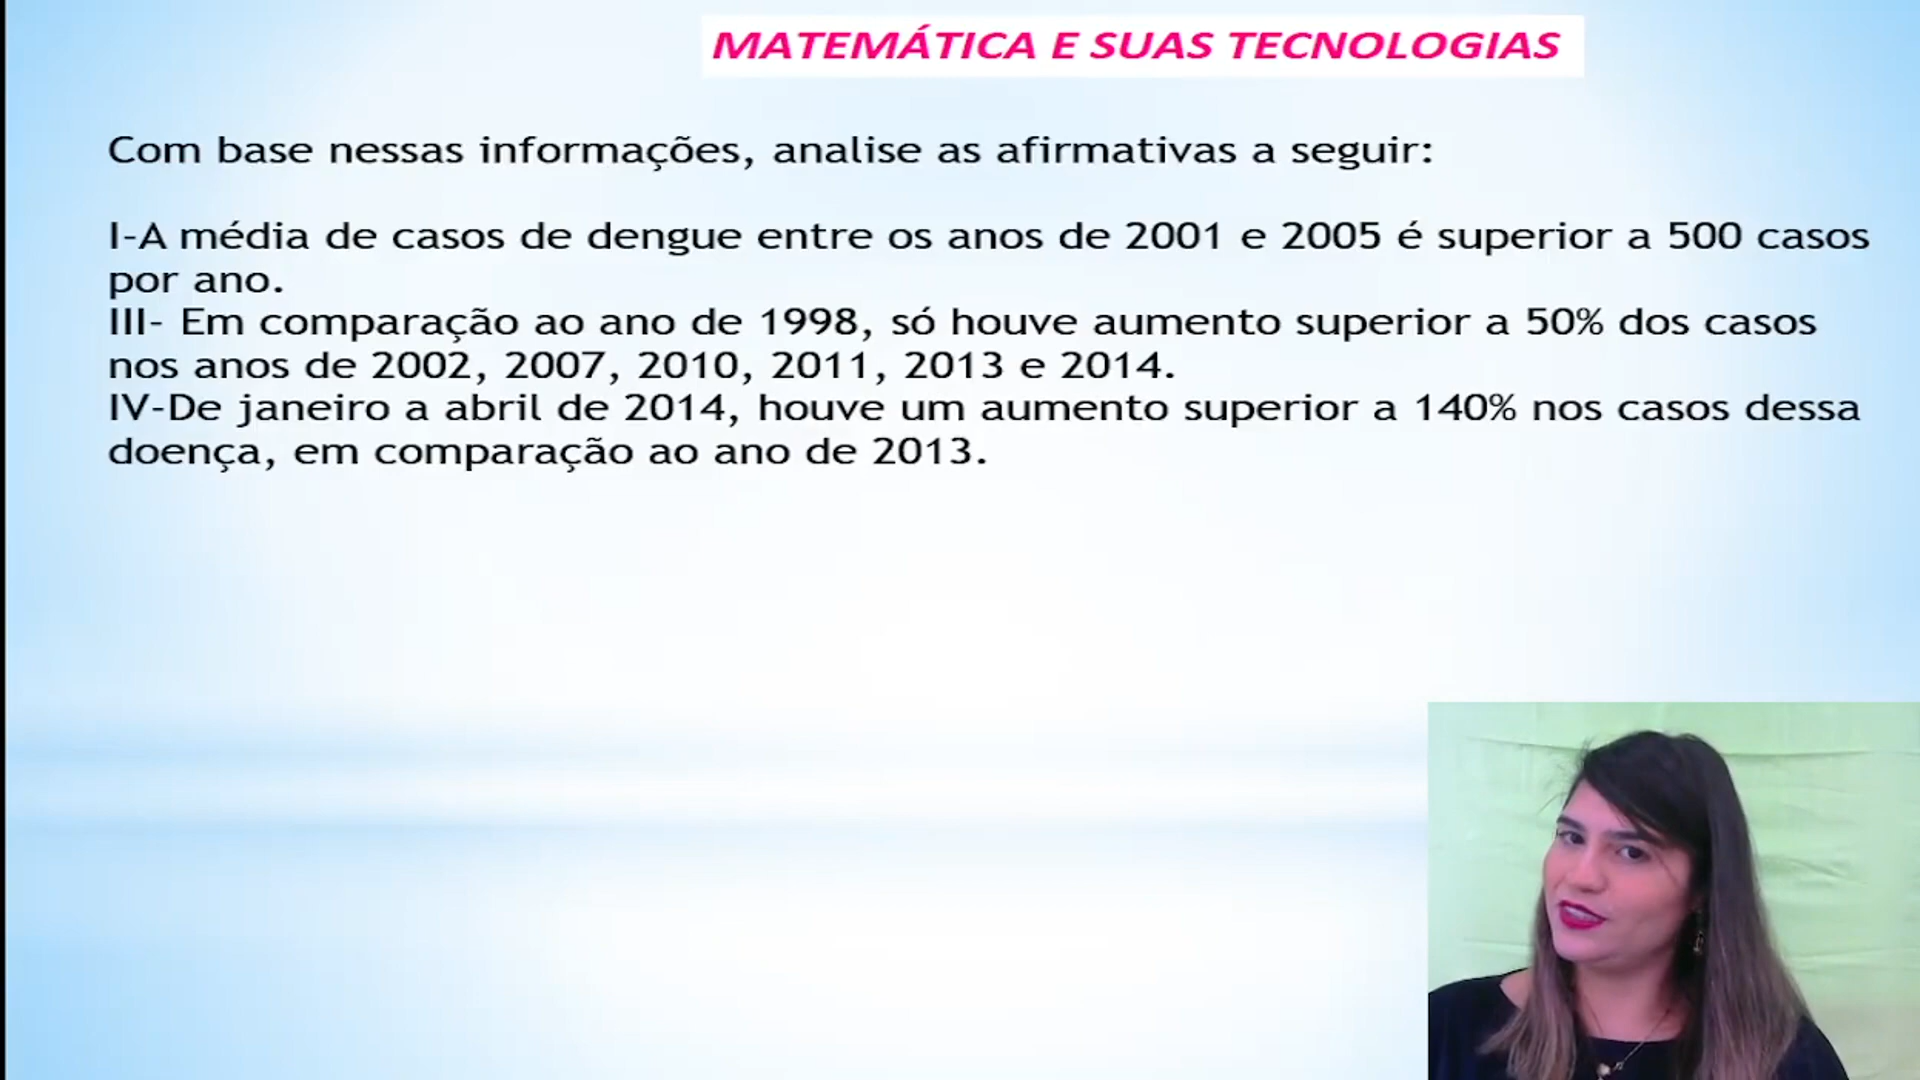 MATEMÁTICA E SUAS TECNOLOGIAS
Com base nessas informações, analise as afirmativas a seguir:
I-A média de casos de dengue entre os anos de 2001 e 2005 é superior a 500 casos
por ano.
III- Em comparação ao ano de 1998, só houve aumento superior a 50% dos casos
nos anos de 2002, 2007, 2010, 2011, 2013 e 2014.
IV-De janeiro a abril de 2014, houve um aumento superior a 140% nos casos dessa
doença, em comparação ao ano de 2013.